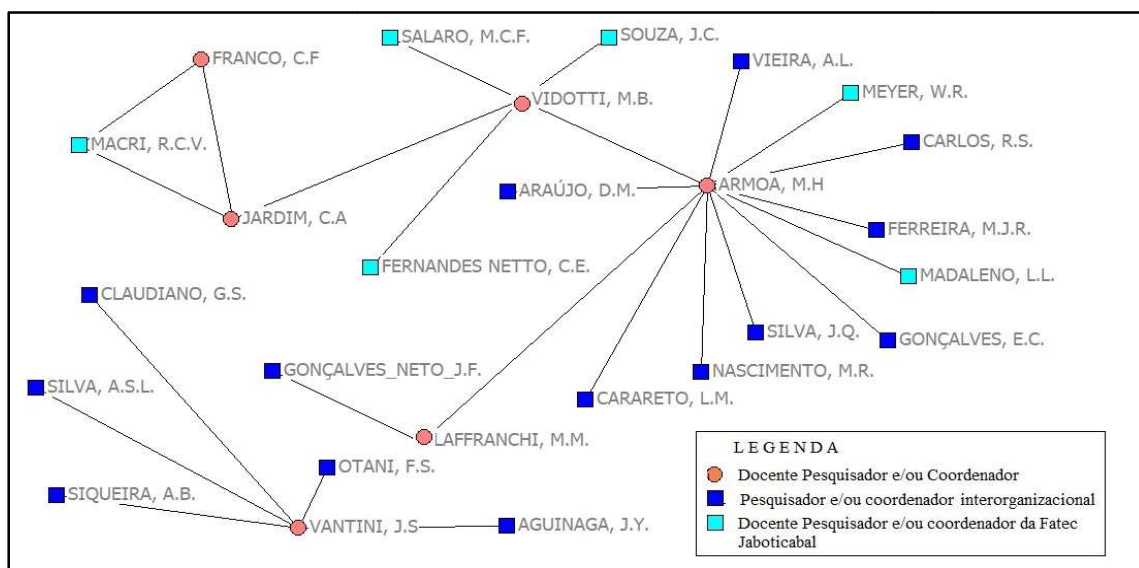 SALARO, M.C.F.
SOUZA, J.C.
FRANCO, C.F
VIEIRA, A.L.
MEYER, W.R.
VIDOTTI, M.B.
MACRI, R.C.V.
CARLOS, R.S.
ARAÚJO, D.M.
ARMOA, M.H
JARDIM, C.A
FERREIRA, M.J.R.
FERNANDES NETTO, C.E.
MADALENO, L.L.
CLAUDIANO, G.S.
SILVA, J.Q.
GONÇALVES, E.C.
GONÇALVES_NETO_J.F.
NASCIMENTO, M.R.
SILVA, A.S.L.
CARARETO, L.M.
LAFFRANCHI, M.M.
OTANI, F.S.
SIQUEIRA, A.B.
VANTINI, J.S
AGUINAGA, J.Y.
LEGENDA
Docente Pesquisador e/ou Coordenador
Pesquisador e/ou coordenador interorganizacional
Docente Pesquisador e/ou coordenador da Fatec
Jaboticabal